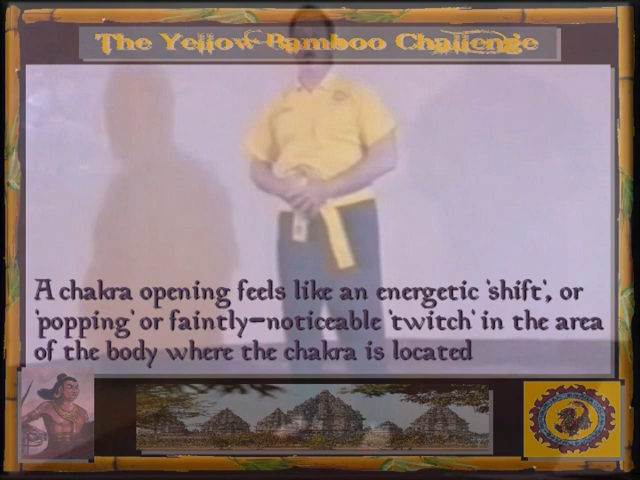 The Yellow Bamboo Challenge
A chakra opening feels like an energetic 'shift', or
'popping' or faintly-noticeable 'twitch' in the area
of the body where the chakra is located